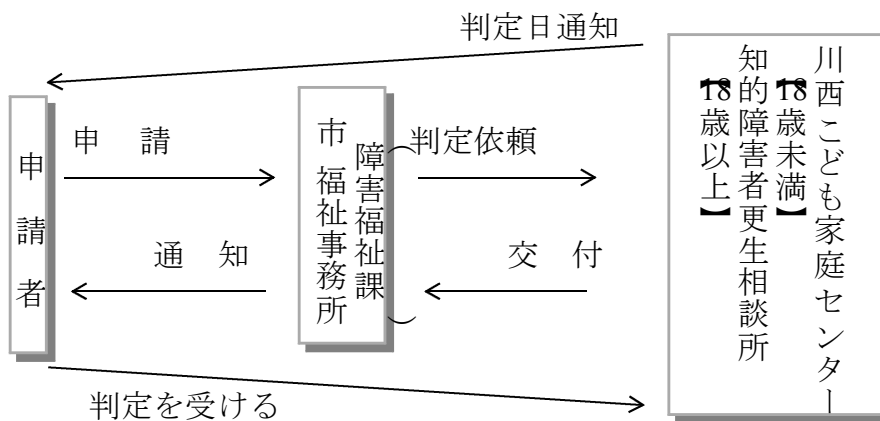 判定日通知
申請者
申　請
通　知
市福祉事務所
（障害福祉課）
判定依頼
交　付
川西こども家庭センター
【18歳未満】
知的障害者更生相談所
【18歳以上】
判定を受ける